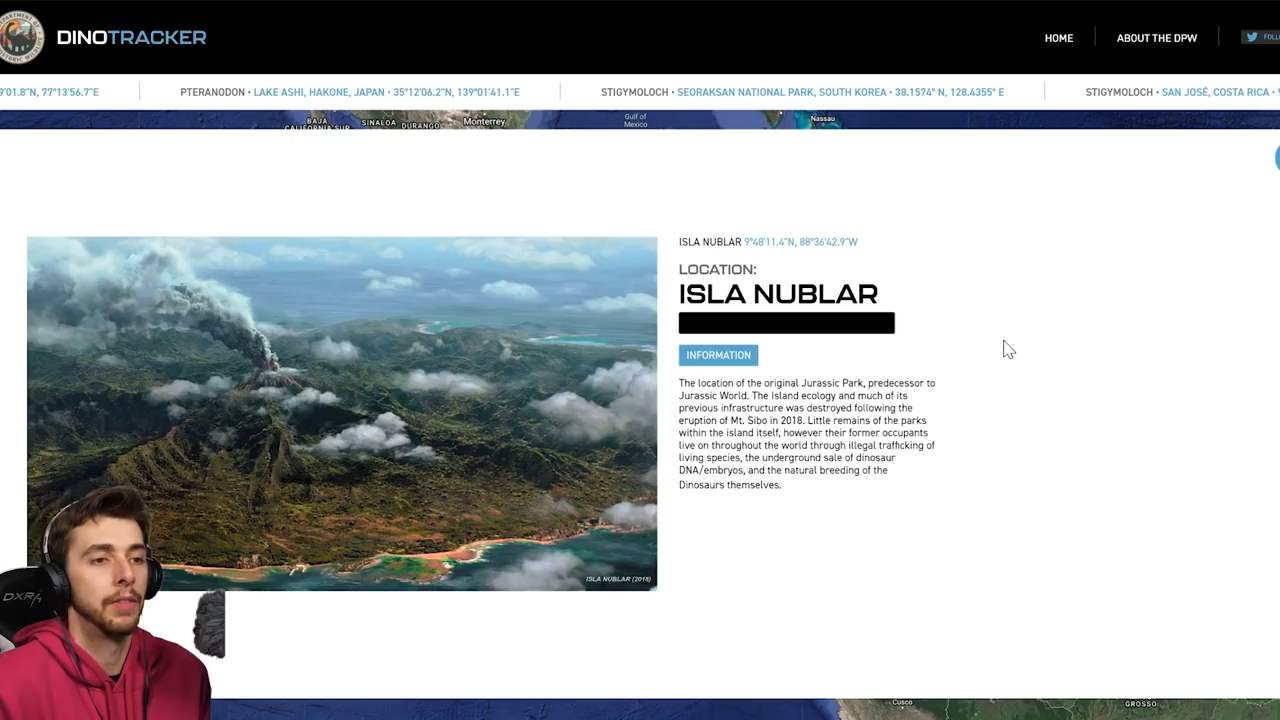 DINOTRACKER
HOME
ABOUT THE DPW
9'01.8"N, 77°13'56.7"E
PTERANODON • LAKE ASHI, HAKONE, JAPAN • 35°12'06.2"N, 139°01'41.1"E
STIGYMOLOCH • SEORAKSAN NATIONAL PARK, SOUTH KOREA • 38.1574° N, 128.4355° E
STIGYMOLOCH • SAN JOSÉ, COSTA RICA •
BAJA
CALIFORNIA SUR
SINALOA
DURANGO
Monterrey
Gulf of
Mexico
Nassau
ISLA NUBLAR 9°48'11.4"N, 88°36'42.9"W
LOCATION:
ISLA NUBLAR
INFORMATION
The location of the original Jurassic Park, predecessor to
Jurassic World. The Island ecology and much of its
previous infrastructure was destroyed following the
eruption of Mt. Sibo in 2018. Little remains of the parks
within the island itself, however their former occupants
live on throughout the world through illegal trafficking of
living species, the underground sale of dinosaur
DNA/embryos, and the natural breeding of the
Dinosaurs themselves.
ISLA NUBLAR (2018)
DXR
Cusco
GROSSO